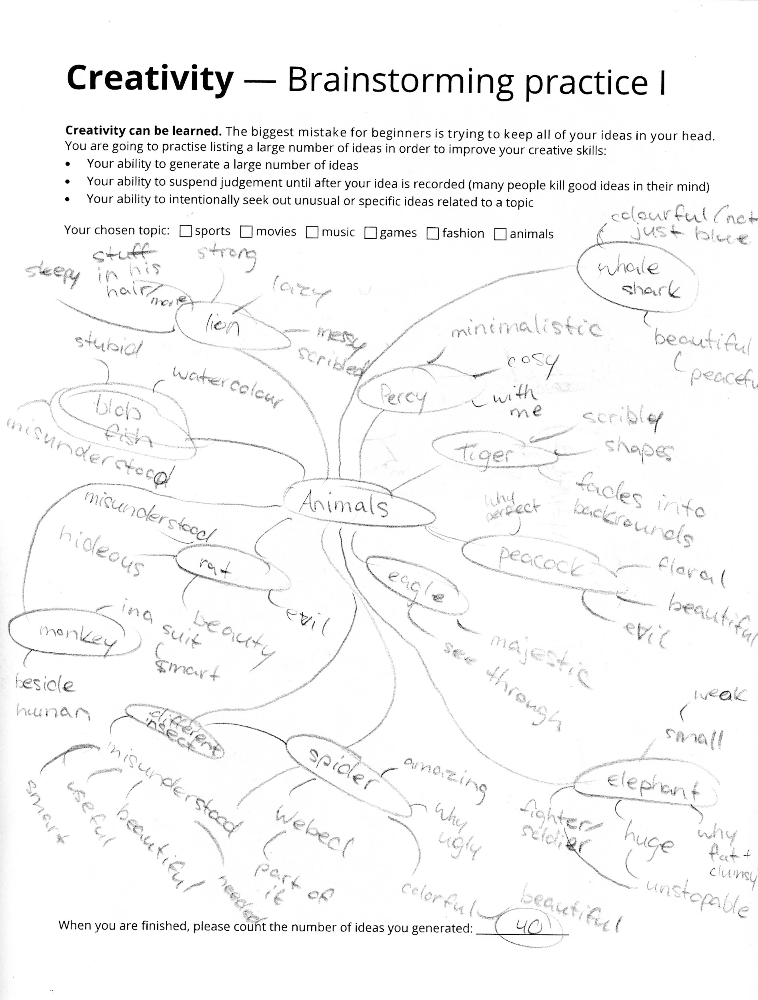 Creativity — Brainstorming practice I
Creativity can be learned. The biggest mistake for beginners is trying to keep all of your ideas in your head.
You are going to practise listing a large number of ideas in order to improve your creative skills:
• Your ability to generate a large number of ideas
• Your ability to suspend judgement until after your idea is recorded (many people kill good ideas in their mind)
• Your ability to intentionally seek out unusual or specific ideas related to a topic
Your chosen topic: ☐ sports ☐ movies ☐ music ☐ games ☐ fashion ☐ animals
colourful (not
just blue
whale
shark
beautiful
peacefu
sleepy
stuff
in his
hair/
mane
strong
lazy
lion
messy
scribled
minimalistic
cosy
Percy
with
me
stubid
watercolour
blob
fish
misunderstood
scribley
shapes
Tiger
fades into
backrounds
Animals
why
perfect
peacock
floral
beautiful
evil
misunderstood
hideous
rat
evil
beauty
eagle
majestic
see through
monkey
in a
suit
smart
beside
human
different
insect
misunderstood
smart
useful
beautiful
needed
spider
amazing
why
ugly
Webed
part of
it
colorful
beautiful
weak
small
elephant
fighter/
soldier
huge
why
fat +
clumsy
unstopable
When you are finished, please count the number of ideas you generated: 40